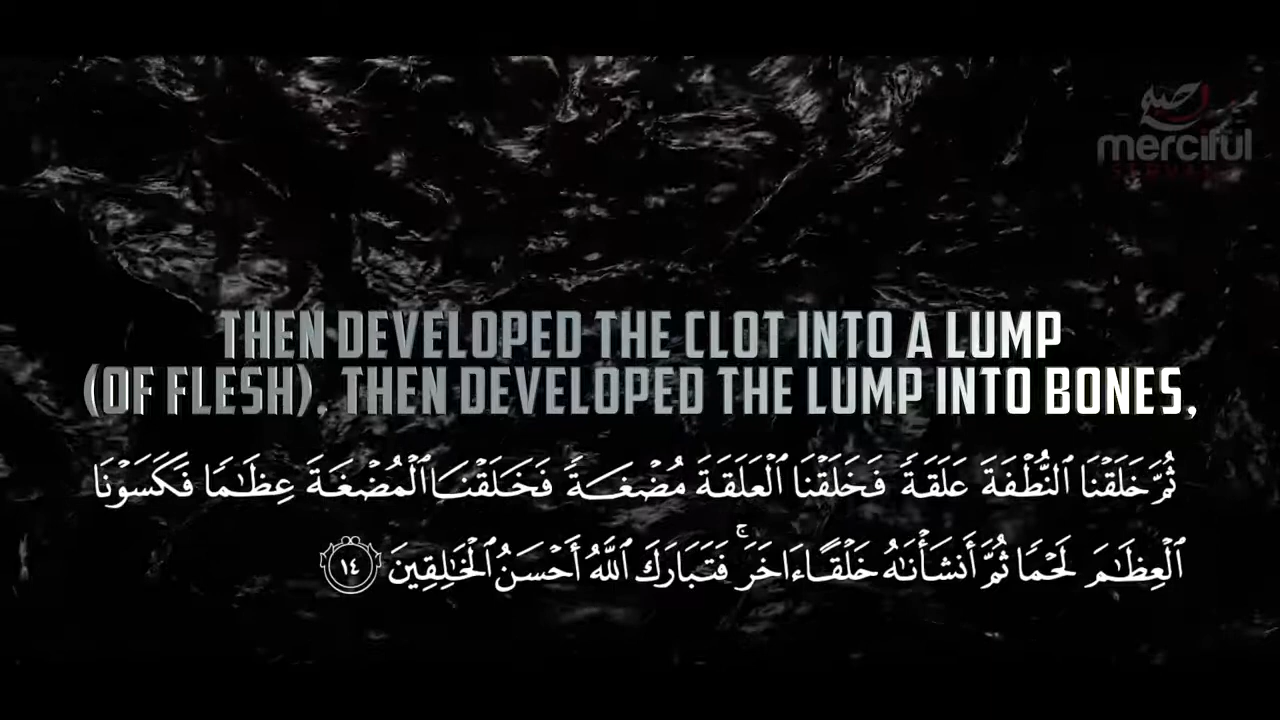 merciful
SERVANT
THEN DEVELOPED THE CLOT INTO A LUMP
(OF FLESH), THEN DEVELOPED THE LUMP INTO BONES,
ثُمَّ خَلَقْنَا ٱلنُّطْفَةَ عَلَقَةً فَخَلَقْنَا ٱلْعَلَقَةَ مُضْغَةً فَخَلَقْنَا ٱلْمُضْغَةَ عِظَٰمًا فَكَسَوْنَا
ٱلْعِظَٰمَ لَحْمًا ثُمَّ أَنشَأْنَٰهُ خَلْقًا ءَاخَرَ ۚ فَتَبَارَكَ ٱللَّهُ أَحْسَنُ ٱلْخَٰلِقِينَ ١٤